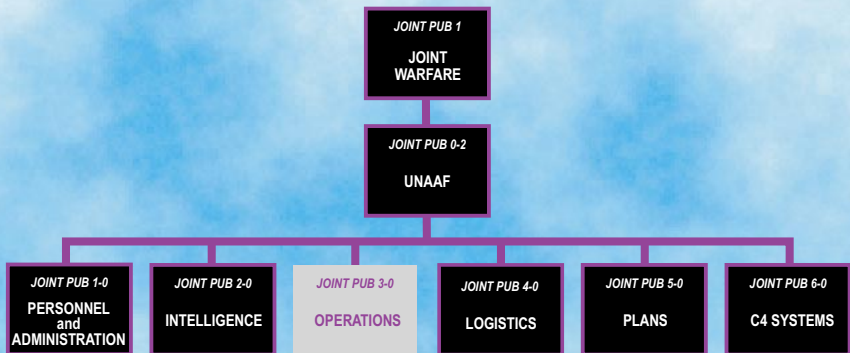 JOINT PUB 1
JOINT
WARFARE
JOINT PUB 0-2
UNAAF
JOINT PUB 1-0
PERSONNEL
and
ADMINISTRATION
JOINT PUB 2-0
INTELLIGENCE
JOINT PUB 3-0
OPERATIONS
JOINT PUB 4-0
LOGISTICS
JOINT PUB 5-0
PLANS
JOINT PUB 6-0
C4 SYSTEMS